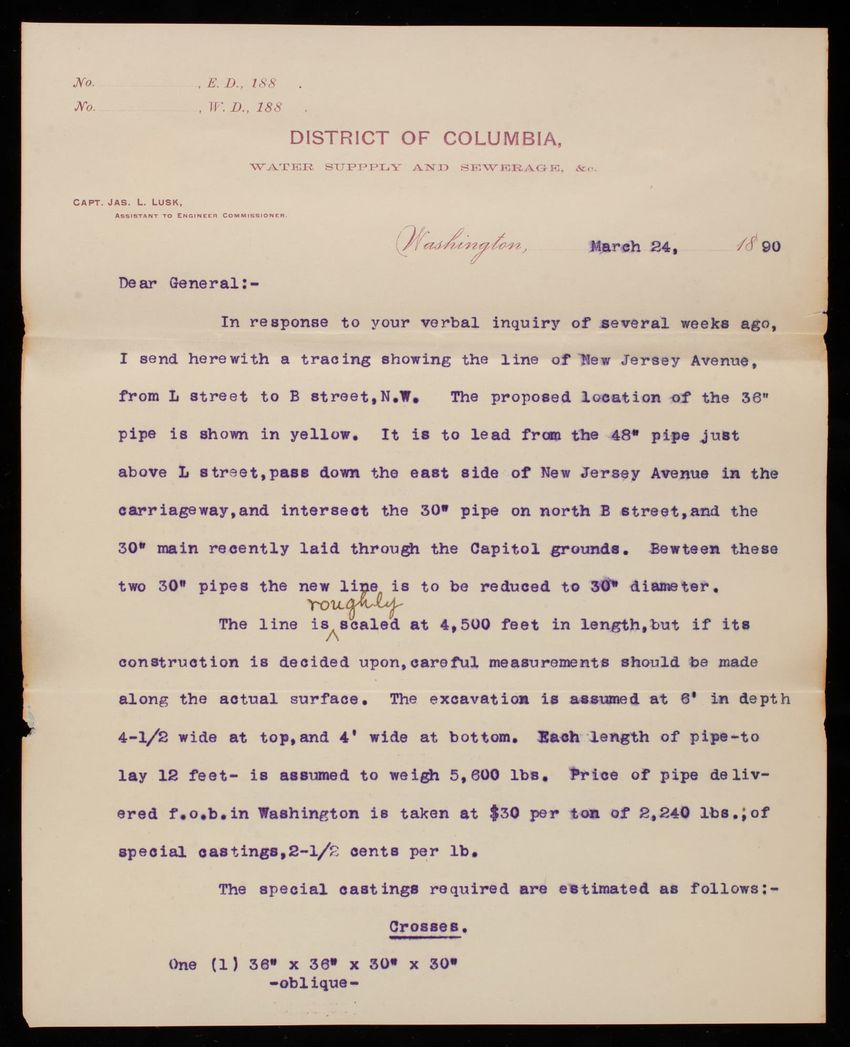 No. , E. D., 188 .
No. , W. D., 188 .
DISTRICT OF COLUMBIA,
WATER SUPPPLY AND SEWERAGE, &c.
CAPT. JAS. L. LUSK,
ASSISTANT TO ENGINEER COMMISSIONER.
Washington, March 24, 1890
Dear General:-
In response to your verbal inquiry of several weeks ago,
I send herewith a tracing showing the line of New Jersey Avenue,
from L street to B street,N.W. The proposed location of the 36"
pipe is shown in yellow. It is to lead from the 48" pipe just
above L street,pass down the east side of New Jersey Avenue in the
carriageway,and intersect the 30" pipe on north B street,and the
30" main recently laid through the Capitol grounds. Bewteen these
two 30" pipes the new line is to be reduced to 30" diameter.
roughly
The line is ^ scaled at 4,500 feet in length,but if its
construction is decided upon,careful measurements should be made
along the actual surface. The excavation is assumed at 6' in depth
4-1/2 wide at top,and 4' wide at bottom. Each length of pipe-to
lay 12 feet- is assumed to weigh 5,600 lbs. Price of pipe deliv-
ered f.o.b.in Washington is taken at $30 per ton of 2,240 lbs.;of
special castings,2-1/2 cents per lb.
The special castings required are estimated as follows:-
Crosses.
One (1) 36" x 36" x 30" x 30"
-oblique-